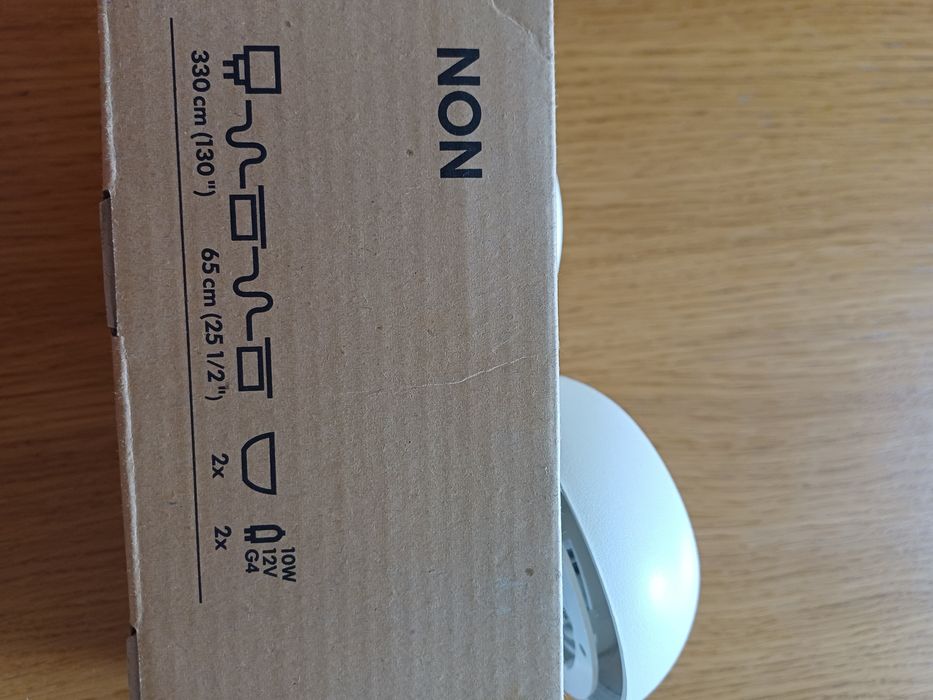 NON
10W
12V
G4
330 cm (130 ")
65 cm (25 1/2 ")
2x
2x